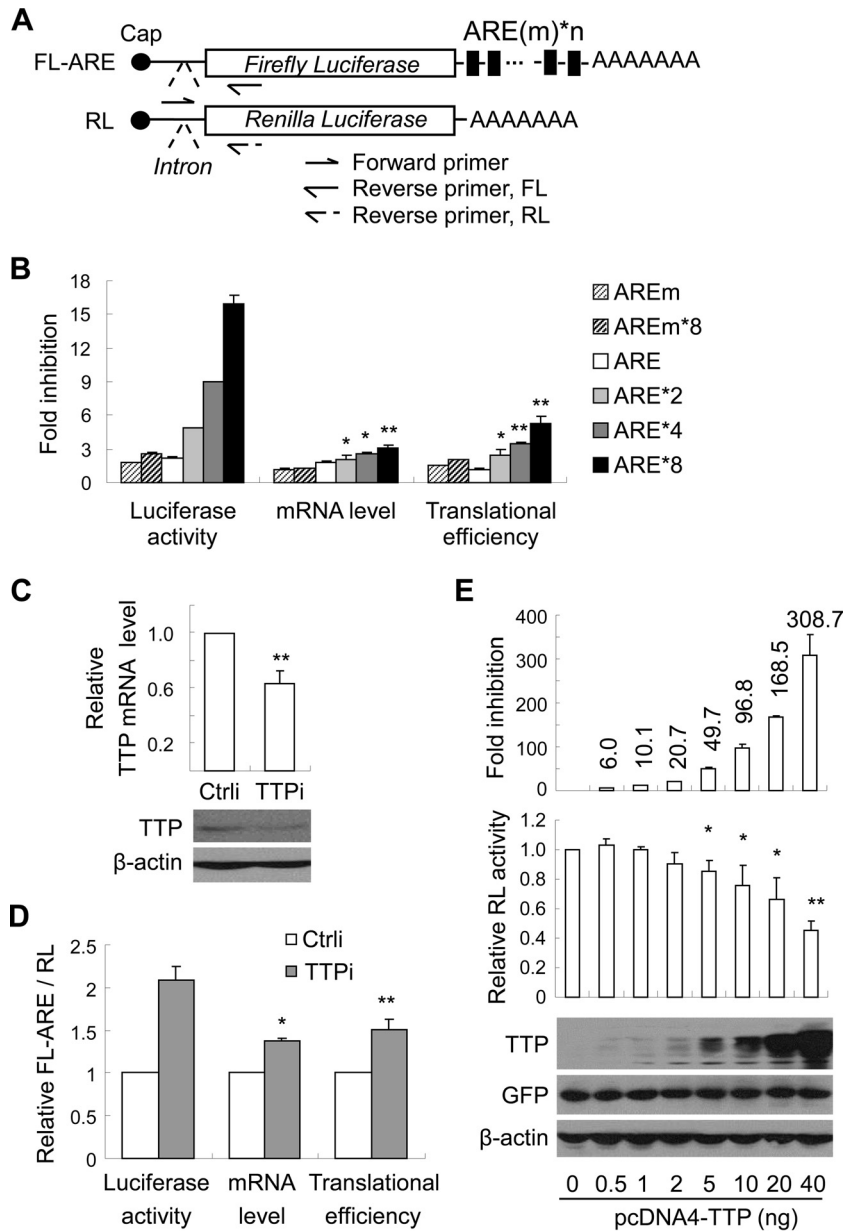 A
Cap
ARE(m)*n
FL-ARE
Firefly Luciferase
...
AAAAAAA
RL
Renilla Luciferase
AAAAAAA
Intron
Forward primer
Reverse primer, FL
Reverse primer, RL
B
Fold inhibition
18
15
12
9
6
3
0
* * **
* ** **
Luciferase activity
mRNA level
Translational efficiency
AREm
AREm*8
ARE
ARE*2
ARE*4
ARE*8
C
Relative
TTP mRNA level
1.0
0.6
0.2
**
Ctrli TTPi
TTP
β-actin
D
Relative FL-ARE / RL
2.5
2
1.5
1
0.5
0
Ctrli
TTPi
*
**
Luciferase activity
mRNA level
Translational efficiency
E
Fold inhibition
400
300
200
100
0
6.0
10.1
20.7
49.7
96.8
168.5
308.7
Relative RL activity
1.2
1.0
0.8
0.6
0.4
0.2
0
* * * **
TTP
GFP
β-actin
0 0.5 1 2 5 10 20 40
pcDNA4-TTP (ng)